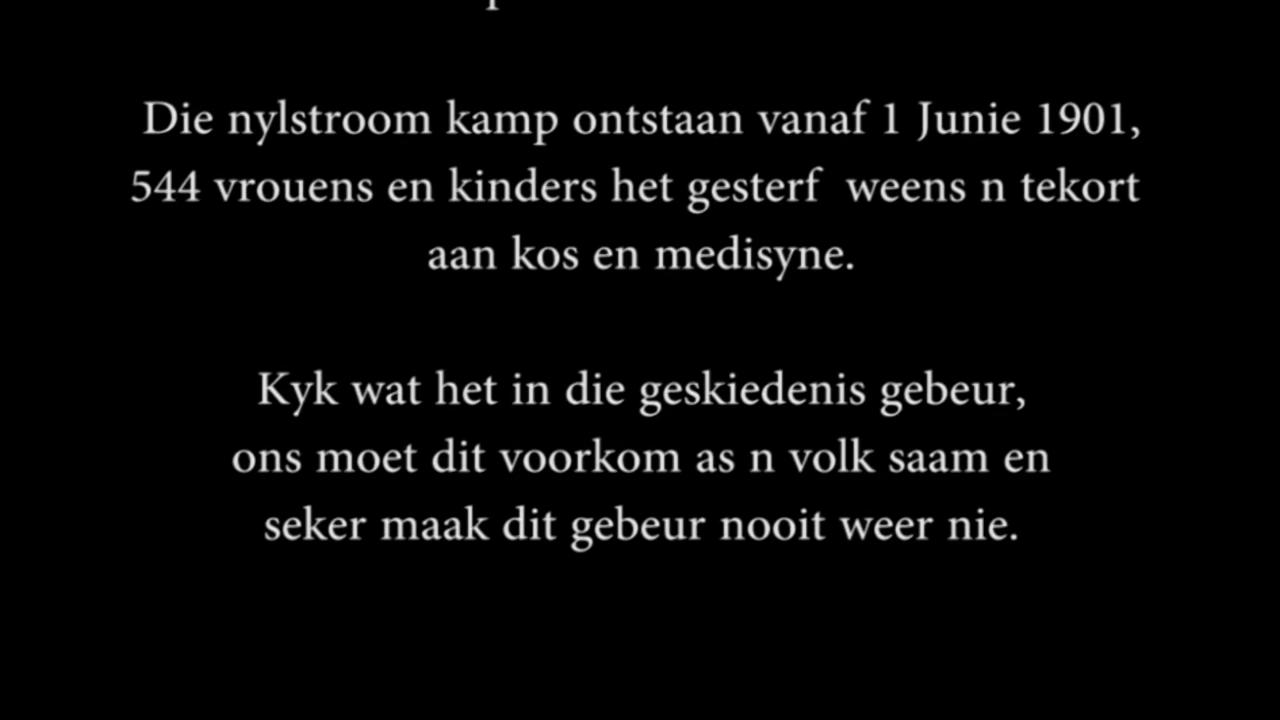 Die nylstroom kamp ontstaan vanaf 1 Junie 1901,
544 vrouens en kinders het gesterf  weens n tekort
aan kos en medisyne.
Kyk wat het in die geskiedenis gebeur,
ons moet dit voorkom as n volk saam en
seker maak dit gebeur nooit weer nie.